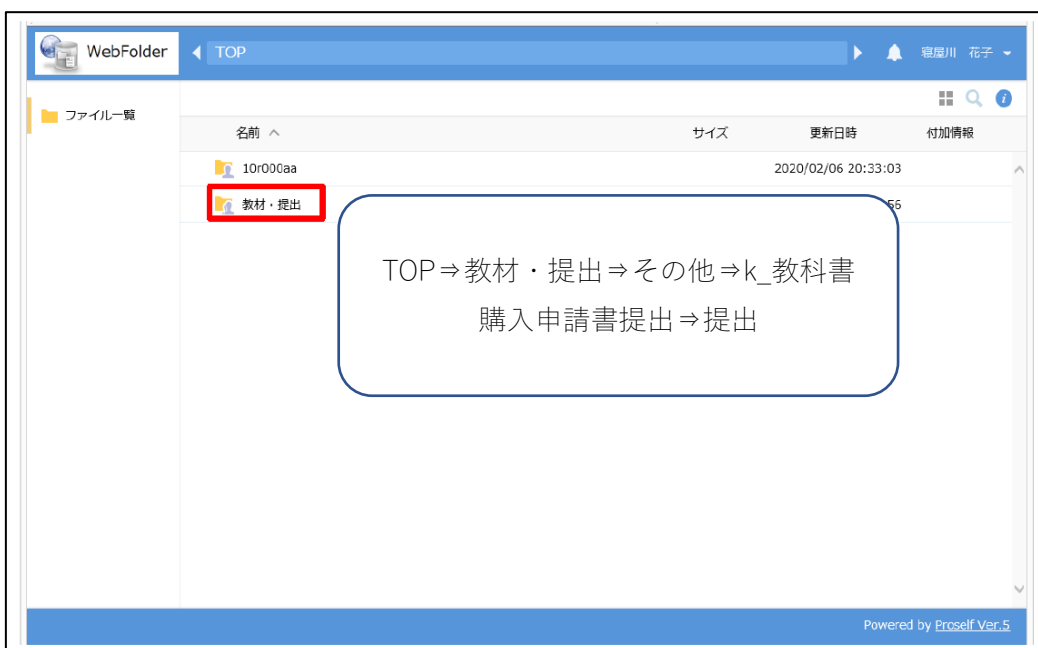 WebFolder
TOP
寝屋川 花子
ファイル一覧
名前 サイズ 更新日時 付加情報
10r000aa 2020/02/06 20:33:03
教材・提出 56
TOP⇒教材・提出⇒その他⇒k_教科書
購入申請書提出⇒提出
Powered by Proself Ver.5